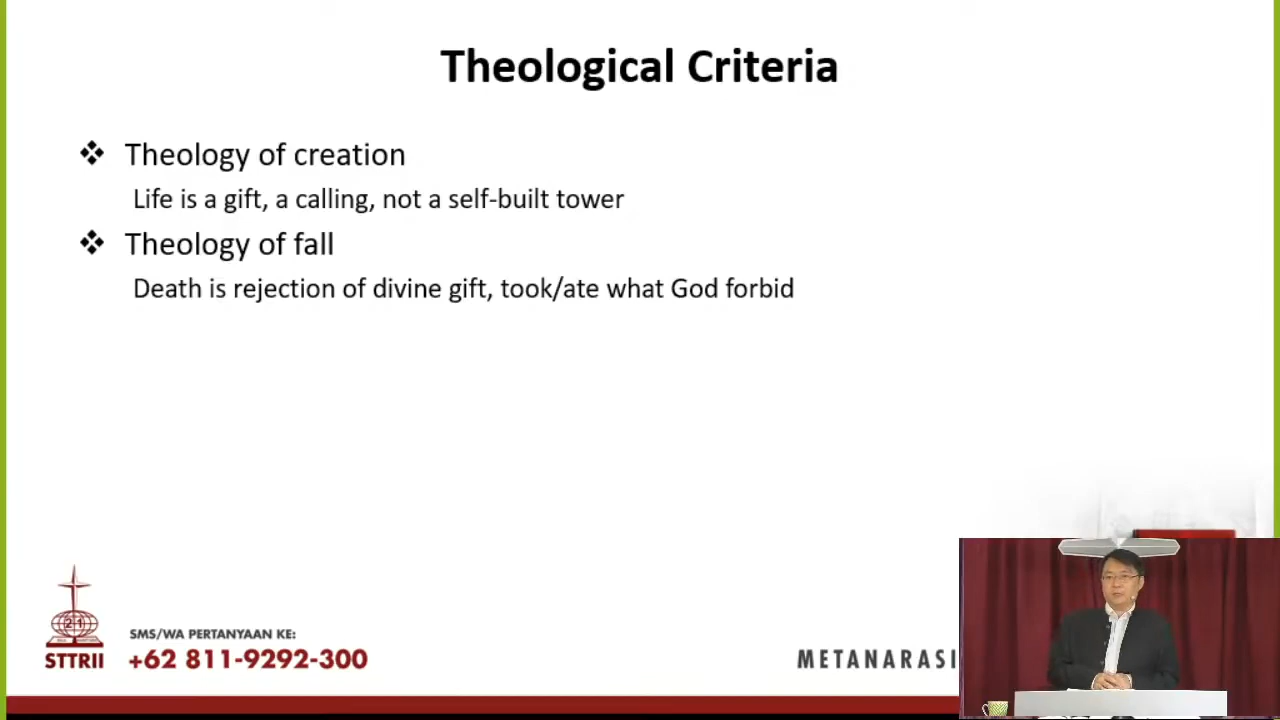 Theological Criteria
❖ Theology of creation
Life is a gift, a calling, not a self-built tower
❖ Theology of fall
Death is rejection of divine gift, took/ate what God forbid
21
STTRII
SMS/WA PERTANYAAN KE:
+62 811-9292-300
METANARASI